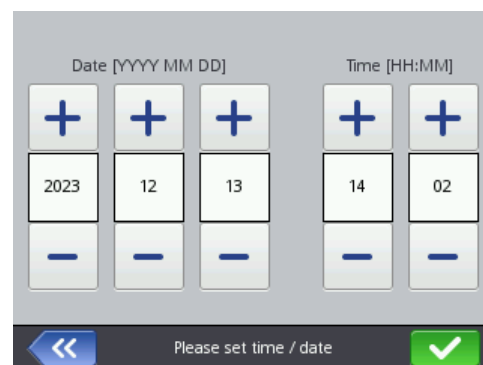 Date [YYYY MM DD] Time [HH:MM]
2023 12 13 14 02
Please set time / date